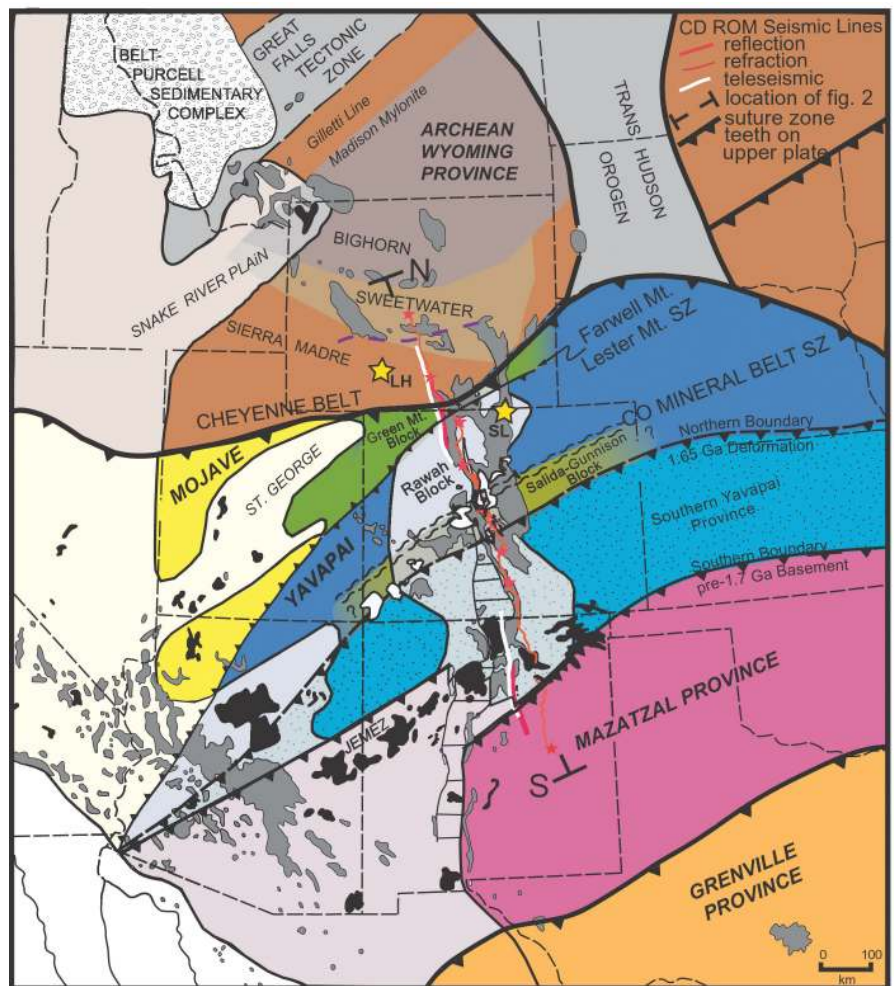 BELT-
PURCELL
SEDIMENTARY
COMPLEX
GREAT
FALLS
TECTONIC
ZONE
Gilletti Line
Madison Mylonite
ARCHEAN
WYOMING
PROVINCE
TRANS
HUDSON
OROGEN
CD ROM Seismic Lines
reflection
refraction
teleseismic
location of fig. 2
suture zone
teeth on
upper plate
BIGHORN
N
SWEETWATER
SNAKE RIVER PLAiN
SIERRA MADRE
LH
Farwell Mt.
Lester Mt. SZ
CHEYENNE BELT
SL
CO MINERAL BELT SZ
Green Mt.
Block
Northern Boundary
1.65 Ga Deformation
MOJAVE
ST. GEORGE
Rawah
Block
Salida-Gunnison
Block
?
Southern Yavapai
Province
YAVAPAI
Southern Boundary
pre-1.7 Ga Basement
?
JEMEZ
MAZATZAL PROVINCE
S
GRENVILLE
PROVINCE
0 100
km